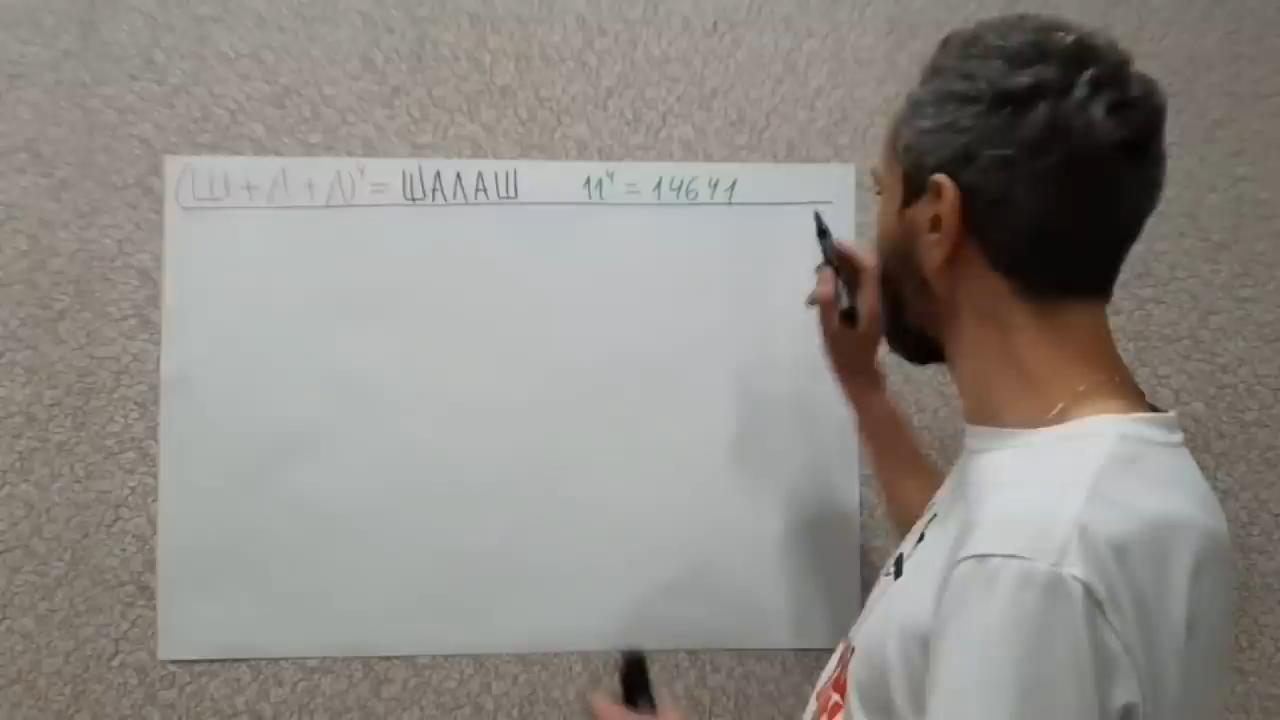 (Ш + Л + Л)⁴ = ШАЛАШ 11⁴ = 14641